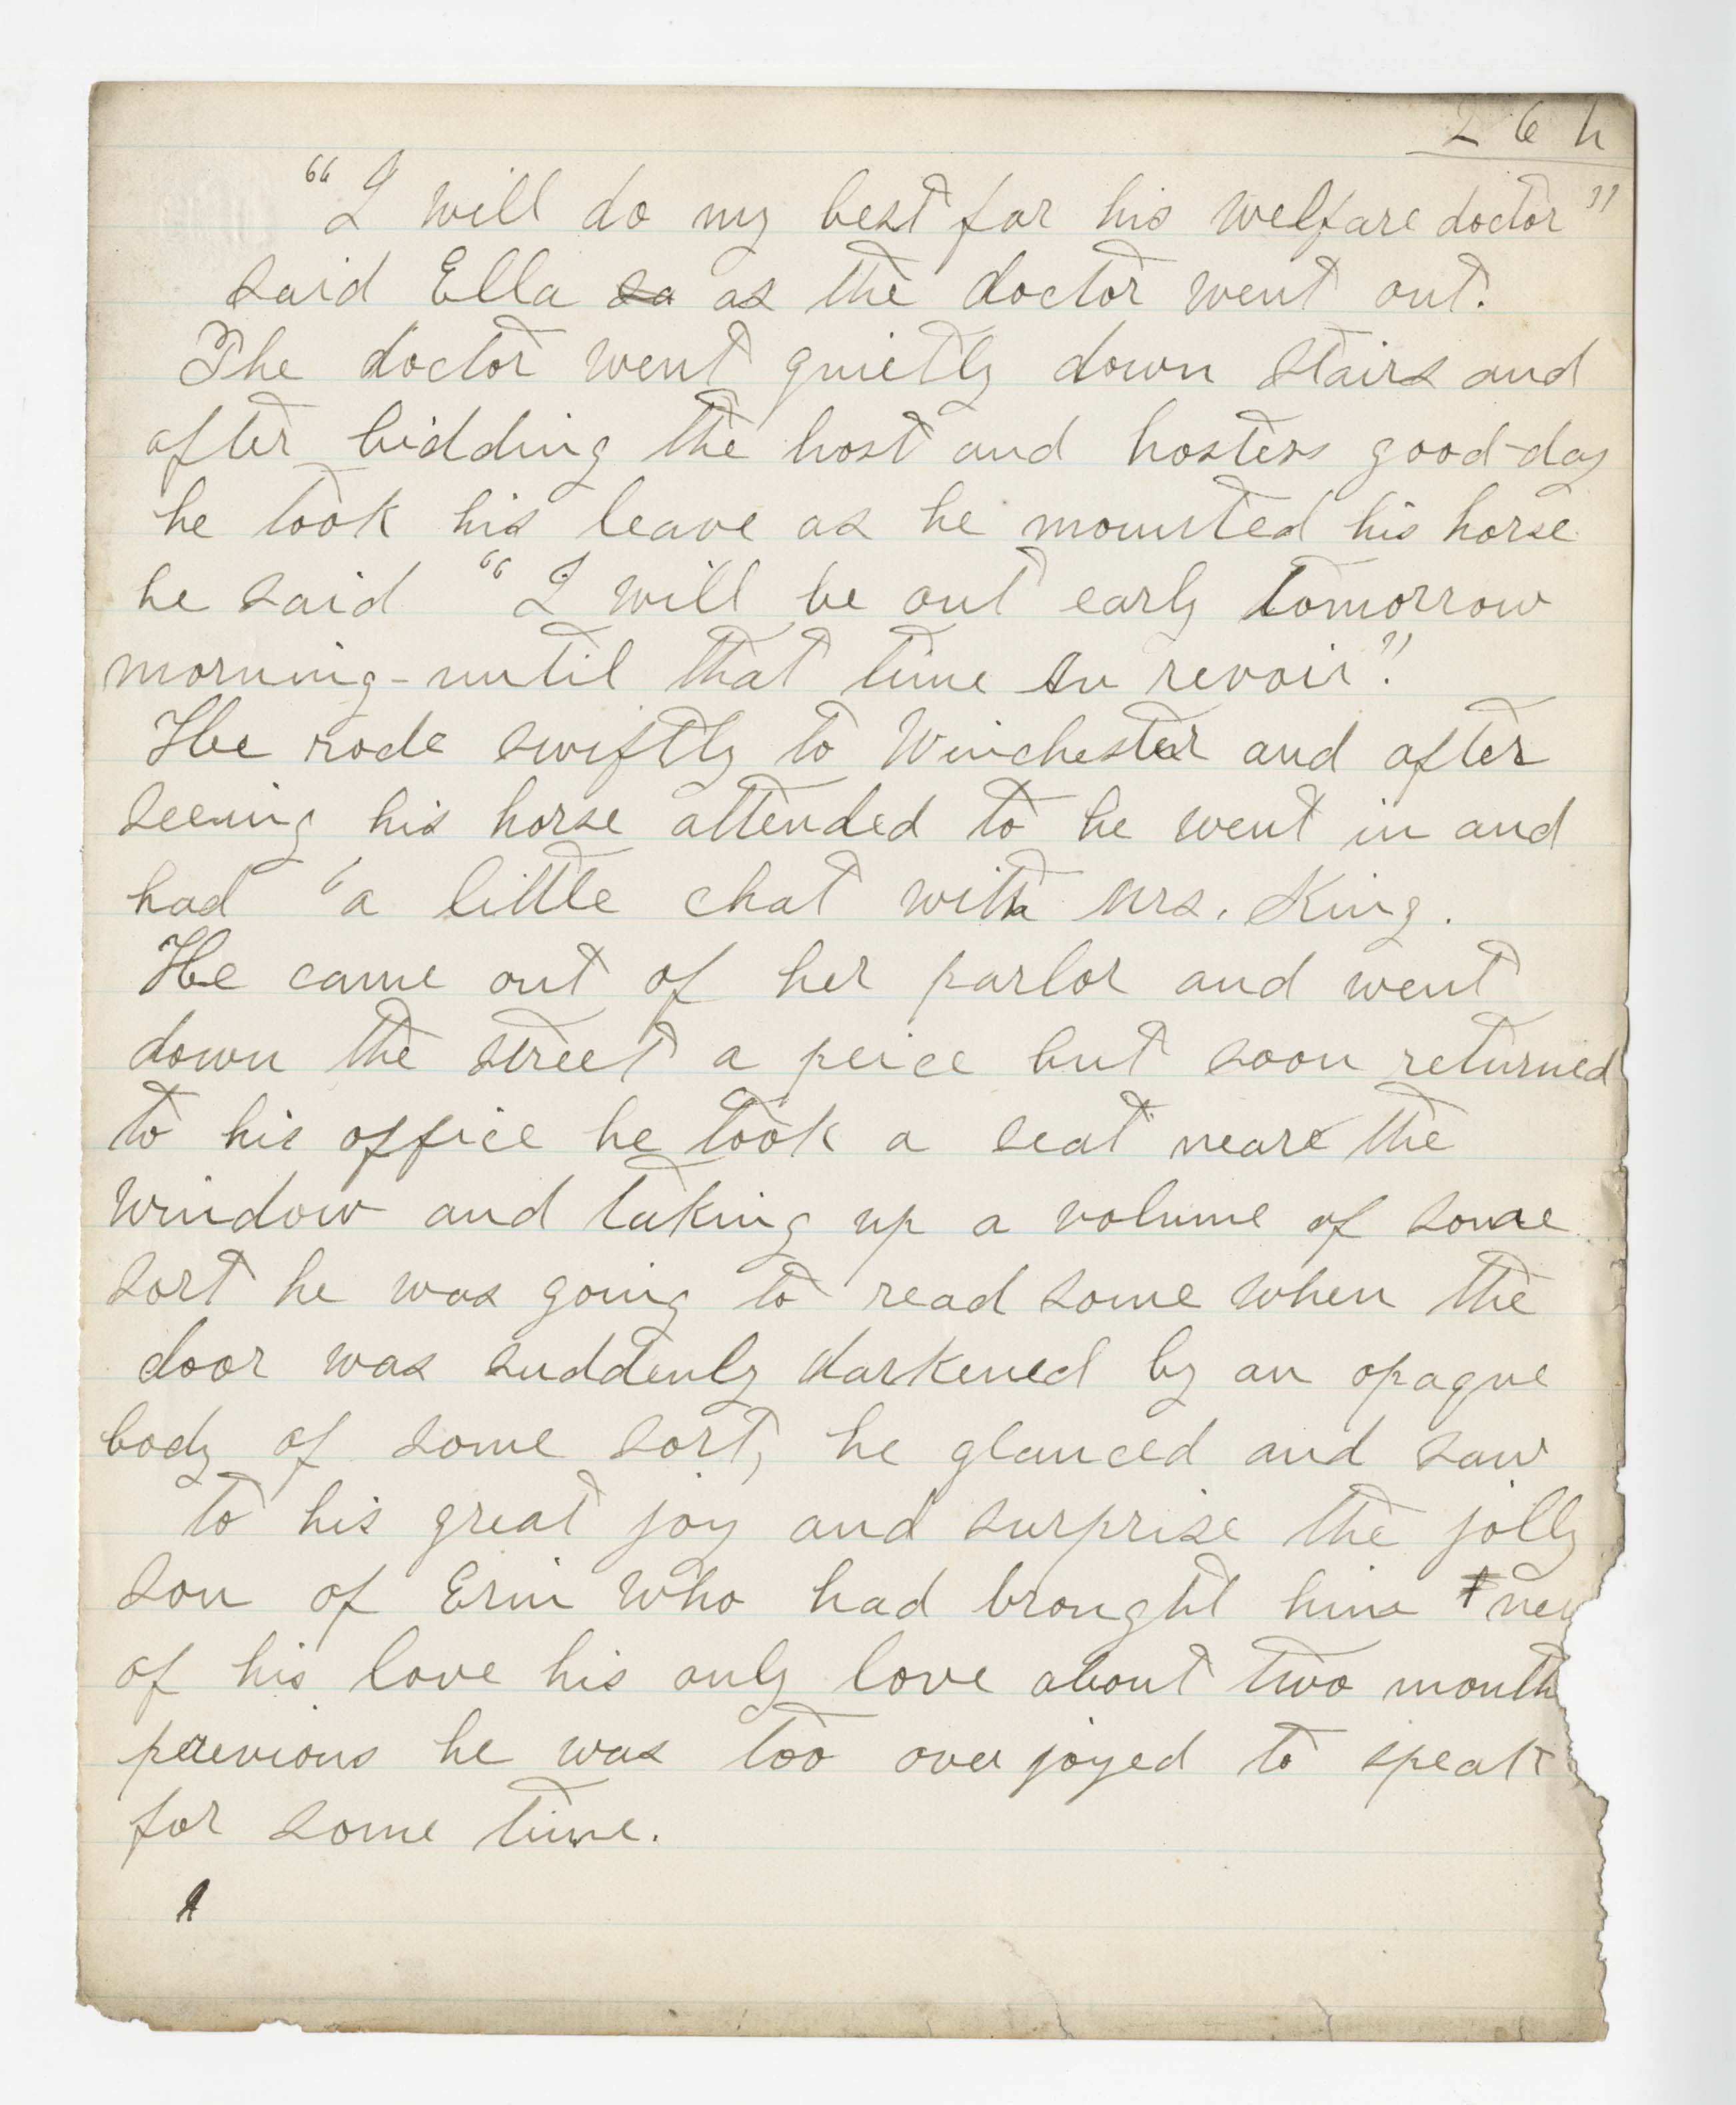 2 6 h
"I will do my best for his welfare doctor"
said Ella sa as the doctor went out.
The doctor went quietly down stairs and
after bidding the host and hostess good-day
he took his leave as he mounted his horse
he said "I will be out early tomorrow
morning - until that time au revoir".
He rode swiftly to Winchester and after
seeing his horse attended to he went in and
had "a little chat with Mrs. King.
He came out of her parlor and went
down the street a peice but soon returned
to his office he took a seat neare the
window and taking up a volume of some
sort he was going to read some when the
door was suddenly darkened by an opaque
body of some sort, he glanced and saw
to his great joy and surprise the jolly
son of Erin who had brought him
of his love his only love about two month
previous he was too over joyed to speak
for some time.